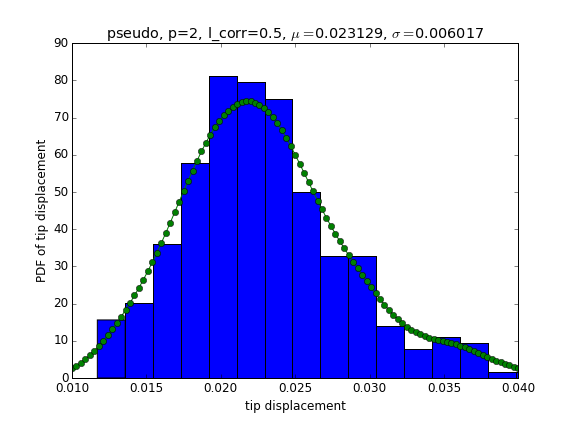 pseudo, p=2, l_corr=0.5, μ=0.023129, σ=0.006017
90
80
70
60
50
40
30
20
10
0
PDF of tip displacement
0.010 0.015 0.020 0.025 0.030 0.035 0.040
tip displacement